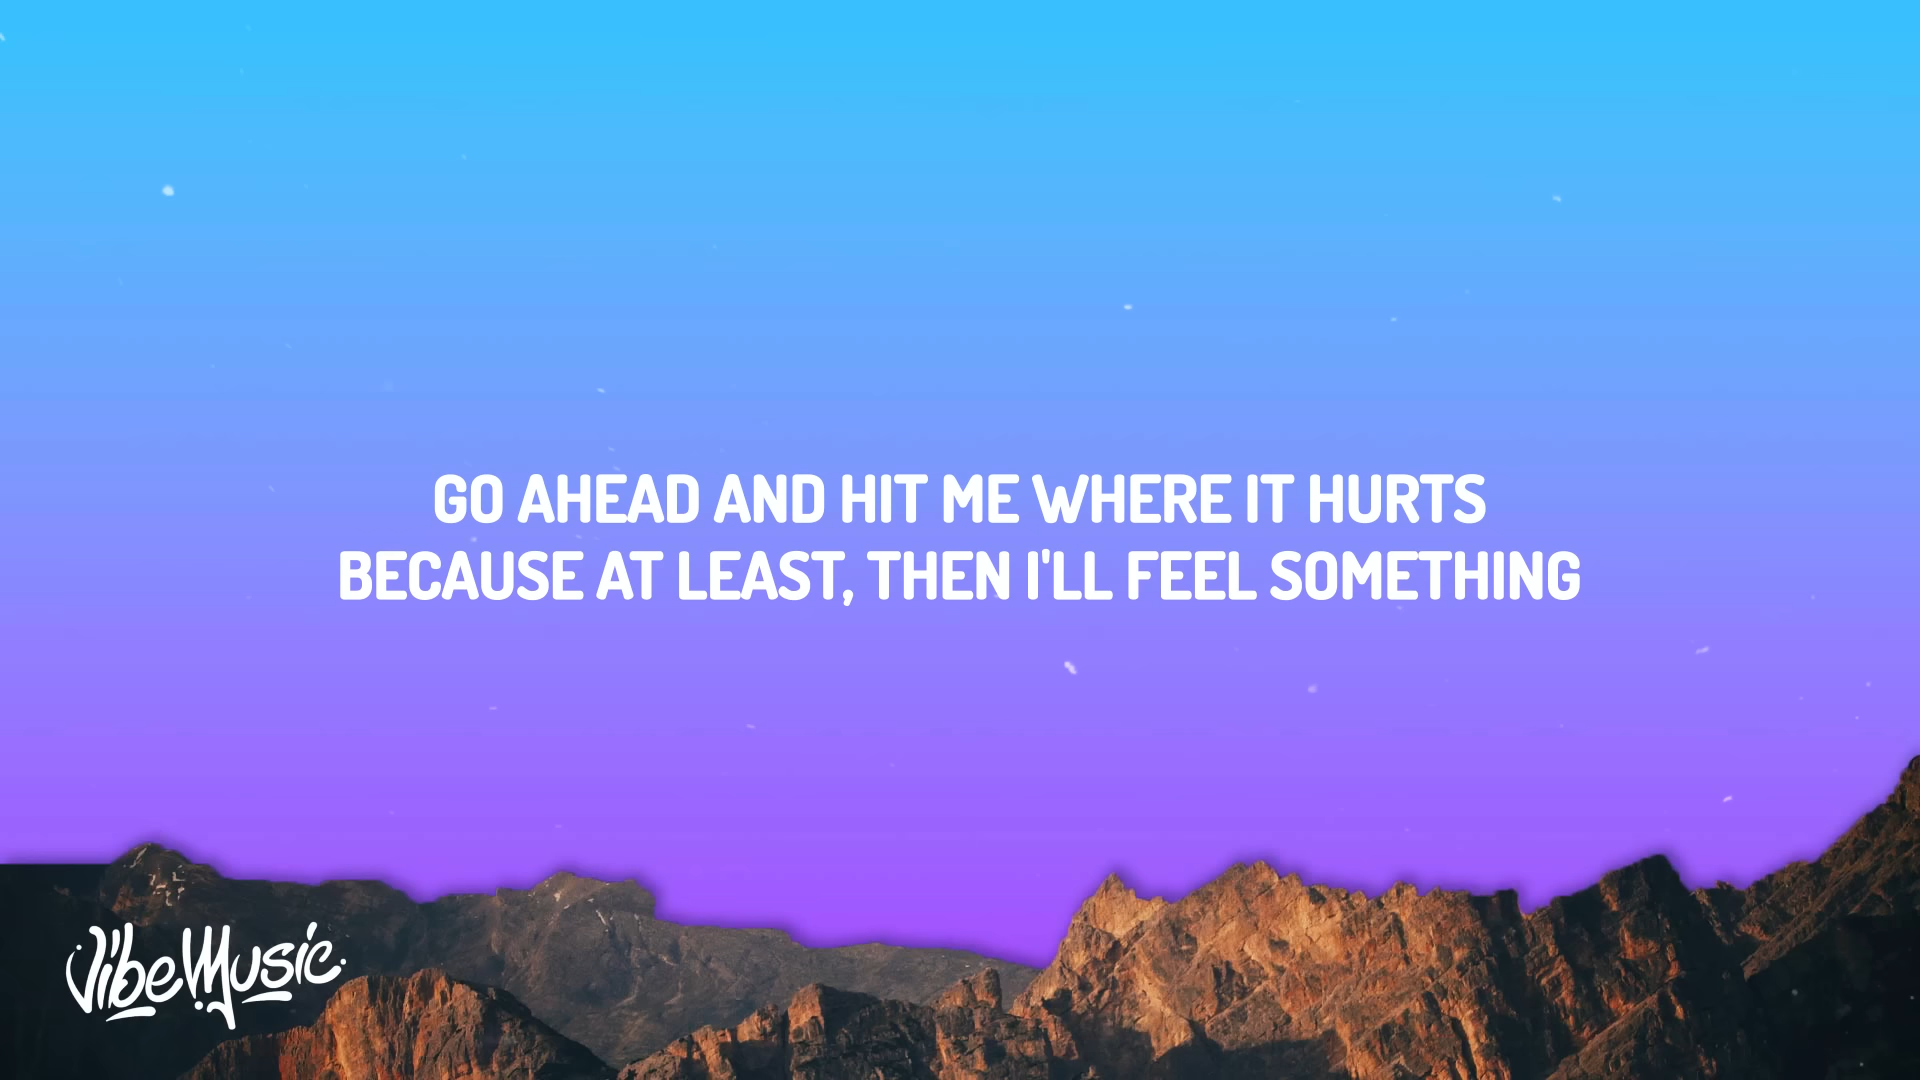 GO AHEAD AND HIT ME WHERE IT HURTS
BECAUSE AT LEAST, THEN I'LL FEEL SOMETHING
VibeMusic